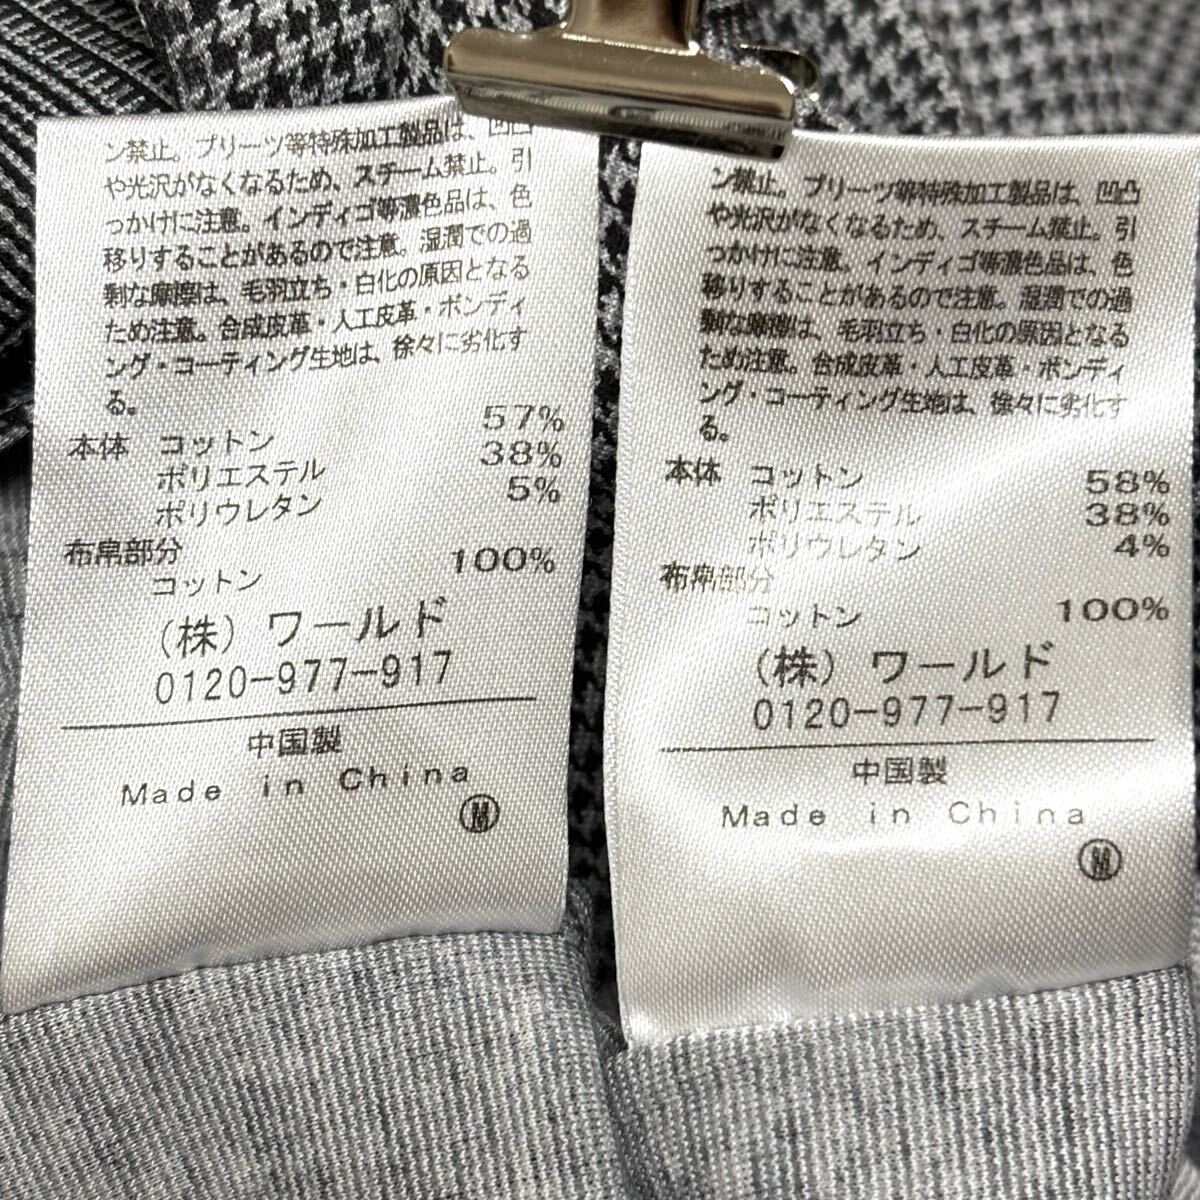 ン禁止。プリーツ等特殊加工製品は、凹凸
や光沢がなくなるため、スチーム禁止。引
っかけに注意。インディゴ等濃色品は、色
移りすることがあるので注意。湿潤での過
剰な摩擦は、毛羽立ち・白化の原因となる
ため注意。合成皮革・人工皮革・ボンディ
ング・コーティング生地は、徐々に劣化す
る。
本体 コットン 57%
ポリエステル 38%
ポリウレタン 5%
布帛部分
コットン 100%
(株) ワールド
0120-977-917
中国製
Made in China
Ⓜ
ン禁止。プリーツ等特殊加工製品は、凹凸
や光沢がなくなるため、スチーム禁止。引
っかけに注意。インディゴ等濃色品は、色
移りすることがあるので注意。湿潤での過
剰な摩擦は、毛羽立ち・白化の原因となる
ため注意。合成皮革・人工皮革・ボンディ
ング・コーティング生地は、徐々に劣化す
る。
本体 コットン 58%
ポリエステル 38%
ポリウレタン 4%
布帛部分
コットン 100%
(株) ワールド
0120-977-917
中国製
Made in China
Ⓜ